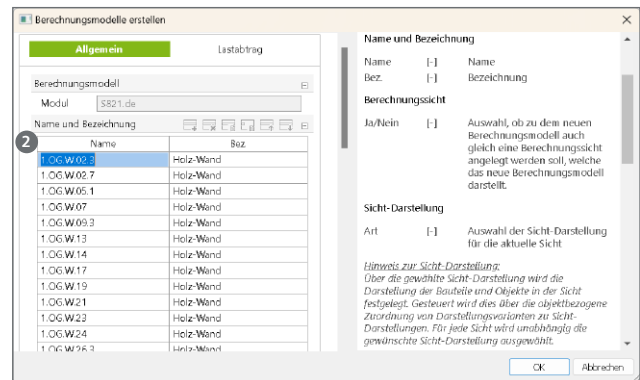 Berechnungsmodelle erstellen
Allgemein
Lastabtrag
Berechnungsmodell
Modul
S821.de
Name und Bezeichnung
2
Name
Bez.
1.OG.W.02.3
Holz-Wand
1.OG.W.02.7
Holz-Wand
1.OG.W.05.1
Holz-Wand
1.OG.W.07
Holz-Wand
1.OG.W.09.3
Holz-Wand
1.OG.W.13
Holz-Wand
1.OG.W.14
Holz-Wand
1.OG.W.17
Holz-Wand
1.OG.W.19
Holz-Wand
1.OG.W.21
Holz-Wand
1.OG.W.23
Holz-Wand
1.OG.W.24
Holz-Wand
1.OG.W.26.3
Holz-Wand
Name und Bezeichnung
Name [-] Name
Bez. [-] Bezeichnung
Berechnungssicht
Ja/Nein [-] Auswahl, ob zu dem neuen
Berechnungsmodell auch
gleich eine Berechnungssicht
angelegt werden soll, welche
das neue Berechnungsmodell
darstellt.
Sicht-Darstellung
Art [-] Auswahl der Sicht-Darstellung
für die aktuelle Sicht
Hinweis zur Sicht-Darstellung:
Über die gewählte Sicht-Darstellung wird die
Darstellung der Bauteile und Objekte in der Sicht
festgelegt. Gesteuert wird dies über die objektbezogene
Zuordnung von Darstellungsvarianten zu Sicht-
Darstellungen. Für jede Sicht wird unabhängig die
gewünschte Sicht-Darstellung ausgewählt.
OK
Abbrechen